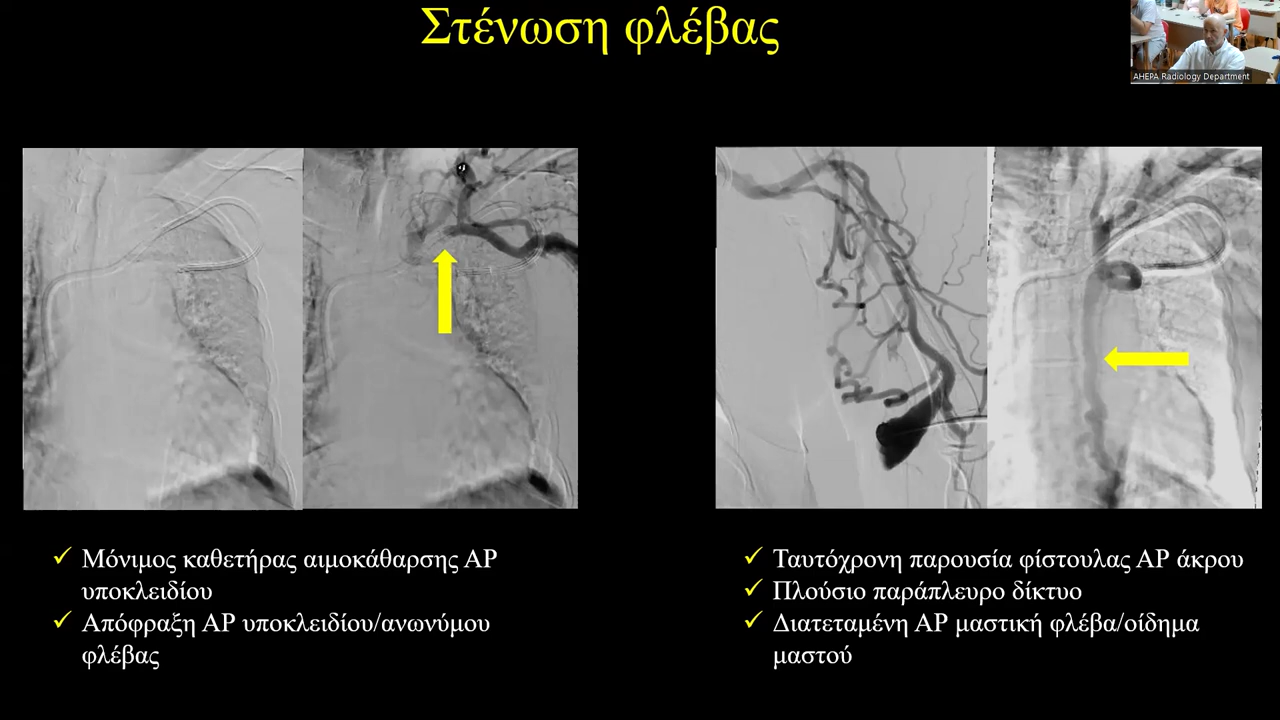 Στένωση φλέβας
AHEPA Radiology Department
✓ Μόνιμος καθετήρας αιμοκάθαρσης ΑΡ
υποκλειδίου
✓ Απόφραξη ΑΡ υποκλειδίου/ανωνύμου
φλέβας
✓ Ταυτόχρονη παρουσία φίστουλας ΑΡ άκρου
✓ Πλούσιο παράπλευρο δίκτυο
✓ Διατεταμένη ΑΡ μαστική φλέβα/οίδημα
μαστού